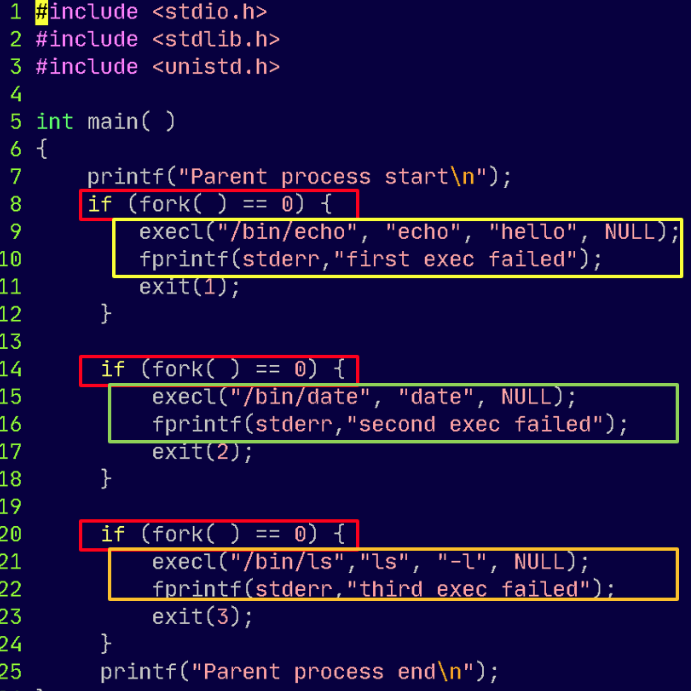 1 #include <stdio.h>
2 #include <stdlib.h>
3 #include <unistd.h>
4
5 int main( )
6 {
7     printf("Parent process start\n");
8     if (fork( ) == 0) {
9         execl("/bin/echo", "echo", "hello", NULL);
10         fprintf(stderr,"first exec failed");
11         exit(1);
12      }
13
14      if (fork( ) == 0) {
15          execl("/bin/date", "date", NULL);
16          fprintf(stderr,"second exec failed");
17          exit(2);
18      }
19
20      if (fork( ) == 0) {
21          execl("/bin/ls","ls", "-l", NULL);
22          fprintf(stderr,"third exec failed");
23          exit(3);
24      }
25      printf("Parent process end\n");